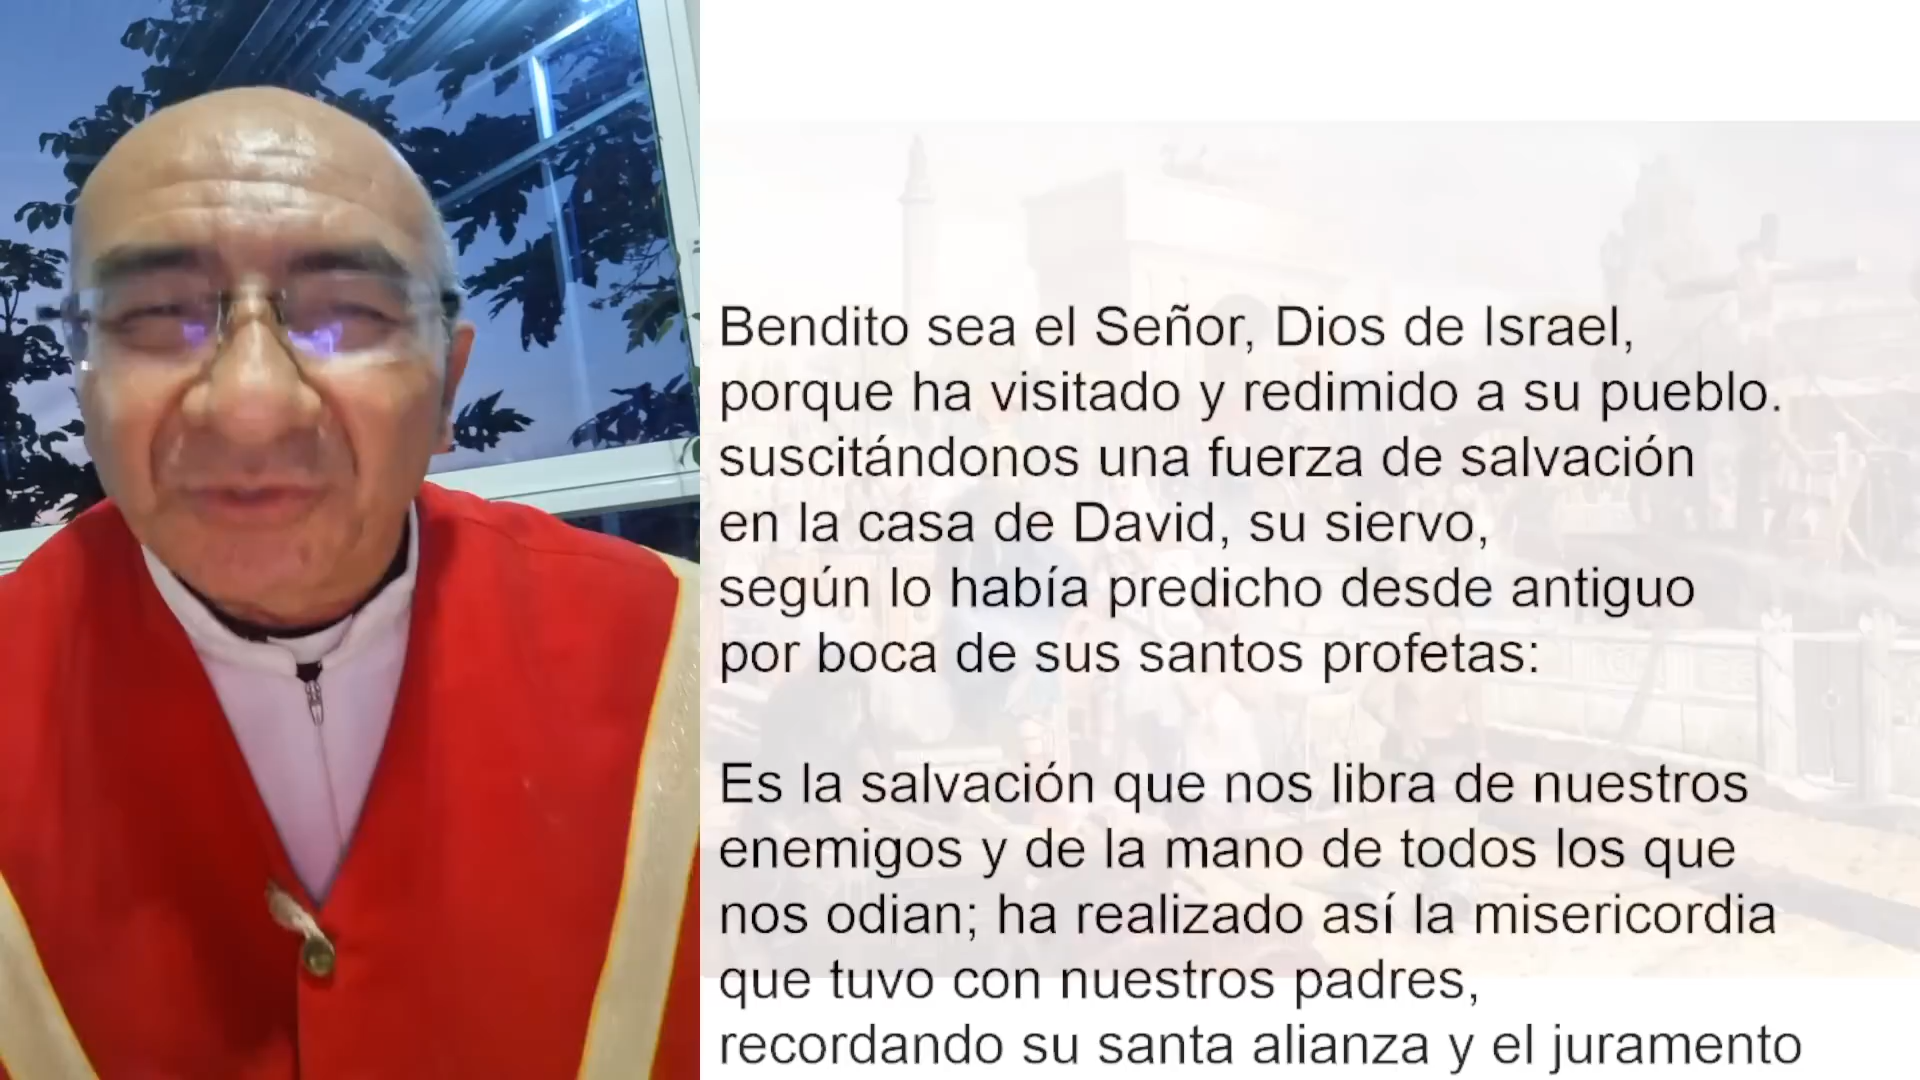 Bendito sea el Señor, Dios de Israel,
porque ha visitado y redimido a su pueblo.
suscitándonos una fuerza de salvación
en la casa de David, su siervo,
según lo había predicho desde antiguo
por boca de sus santos profetas:
Es la salvación que nos libra de nuestros
enemigos y de la mano de todos los que
nos odian; ha realizado así la misericordia
que tuvo con nuestros padres,
recordando su santa alianza y el juramento